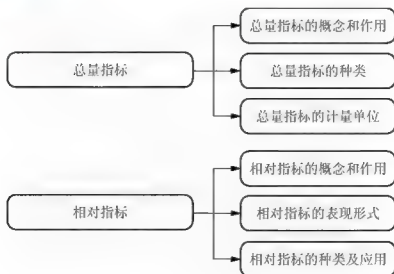 总量指标的概念和作用
总量指标
总量指标的种类
总量指标的计量单位
相对指标的概念和作用
相对指标
相对指标的表现形式
相对指标的种类及应用